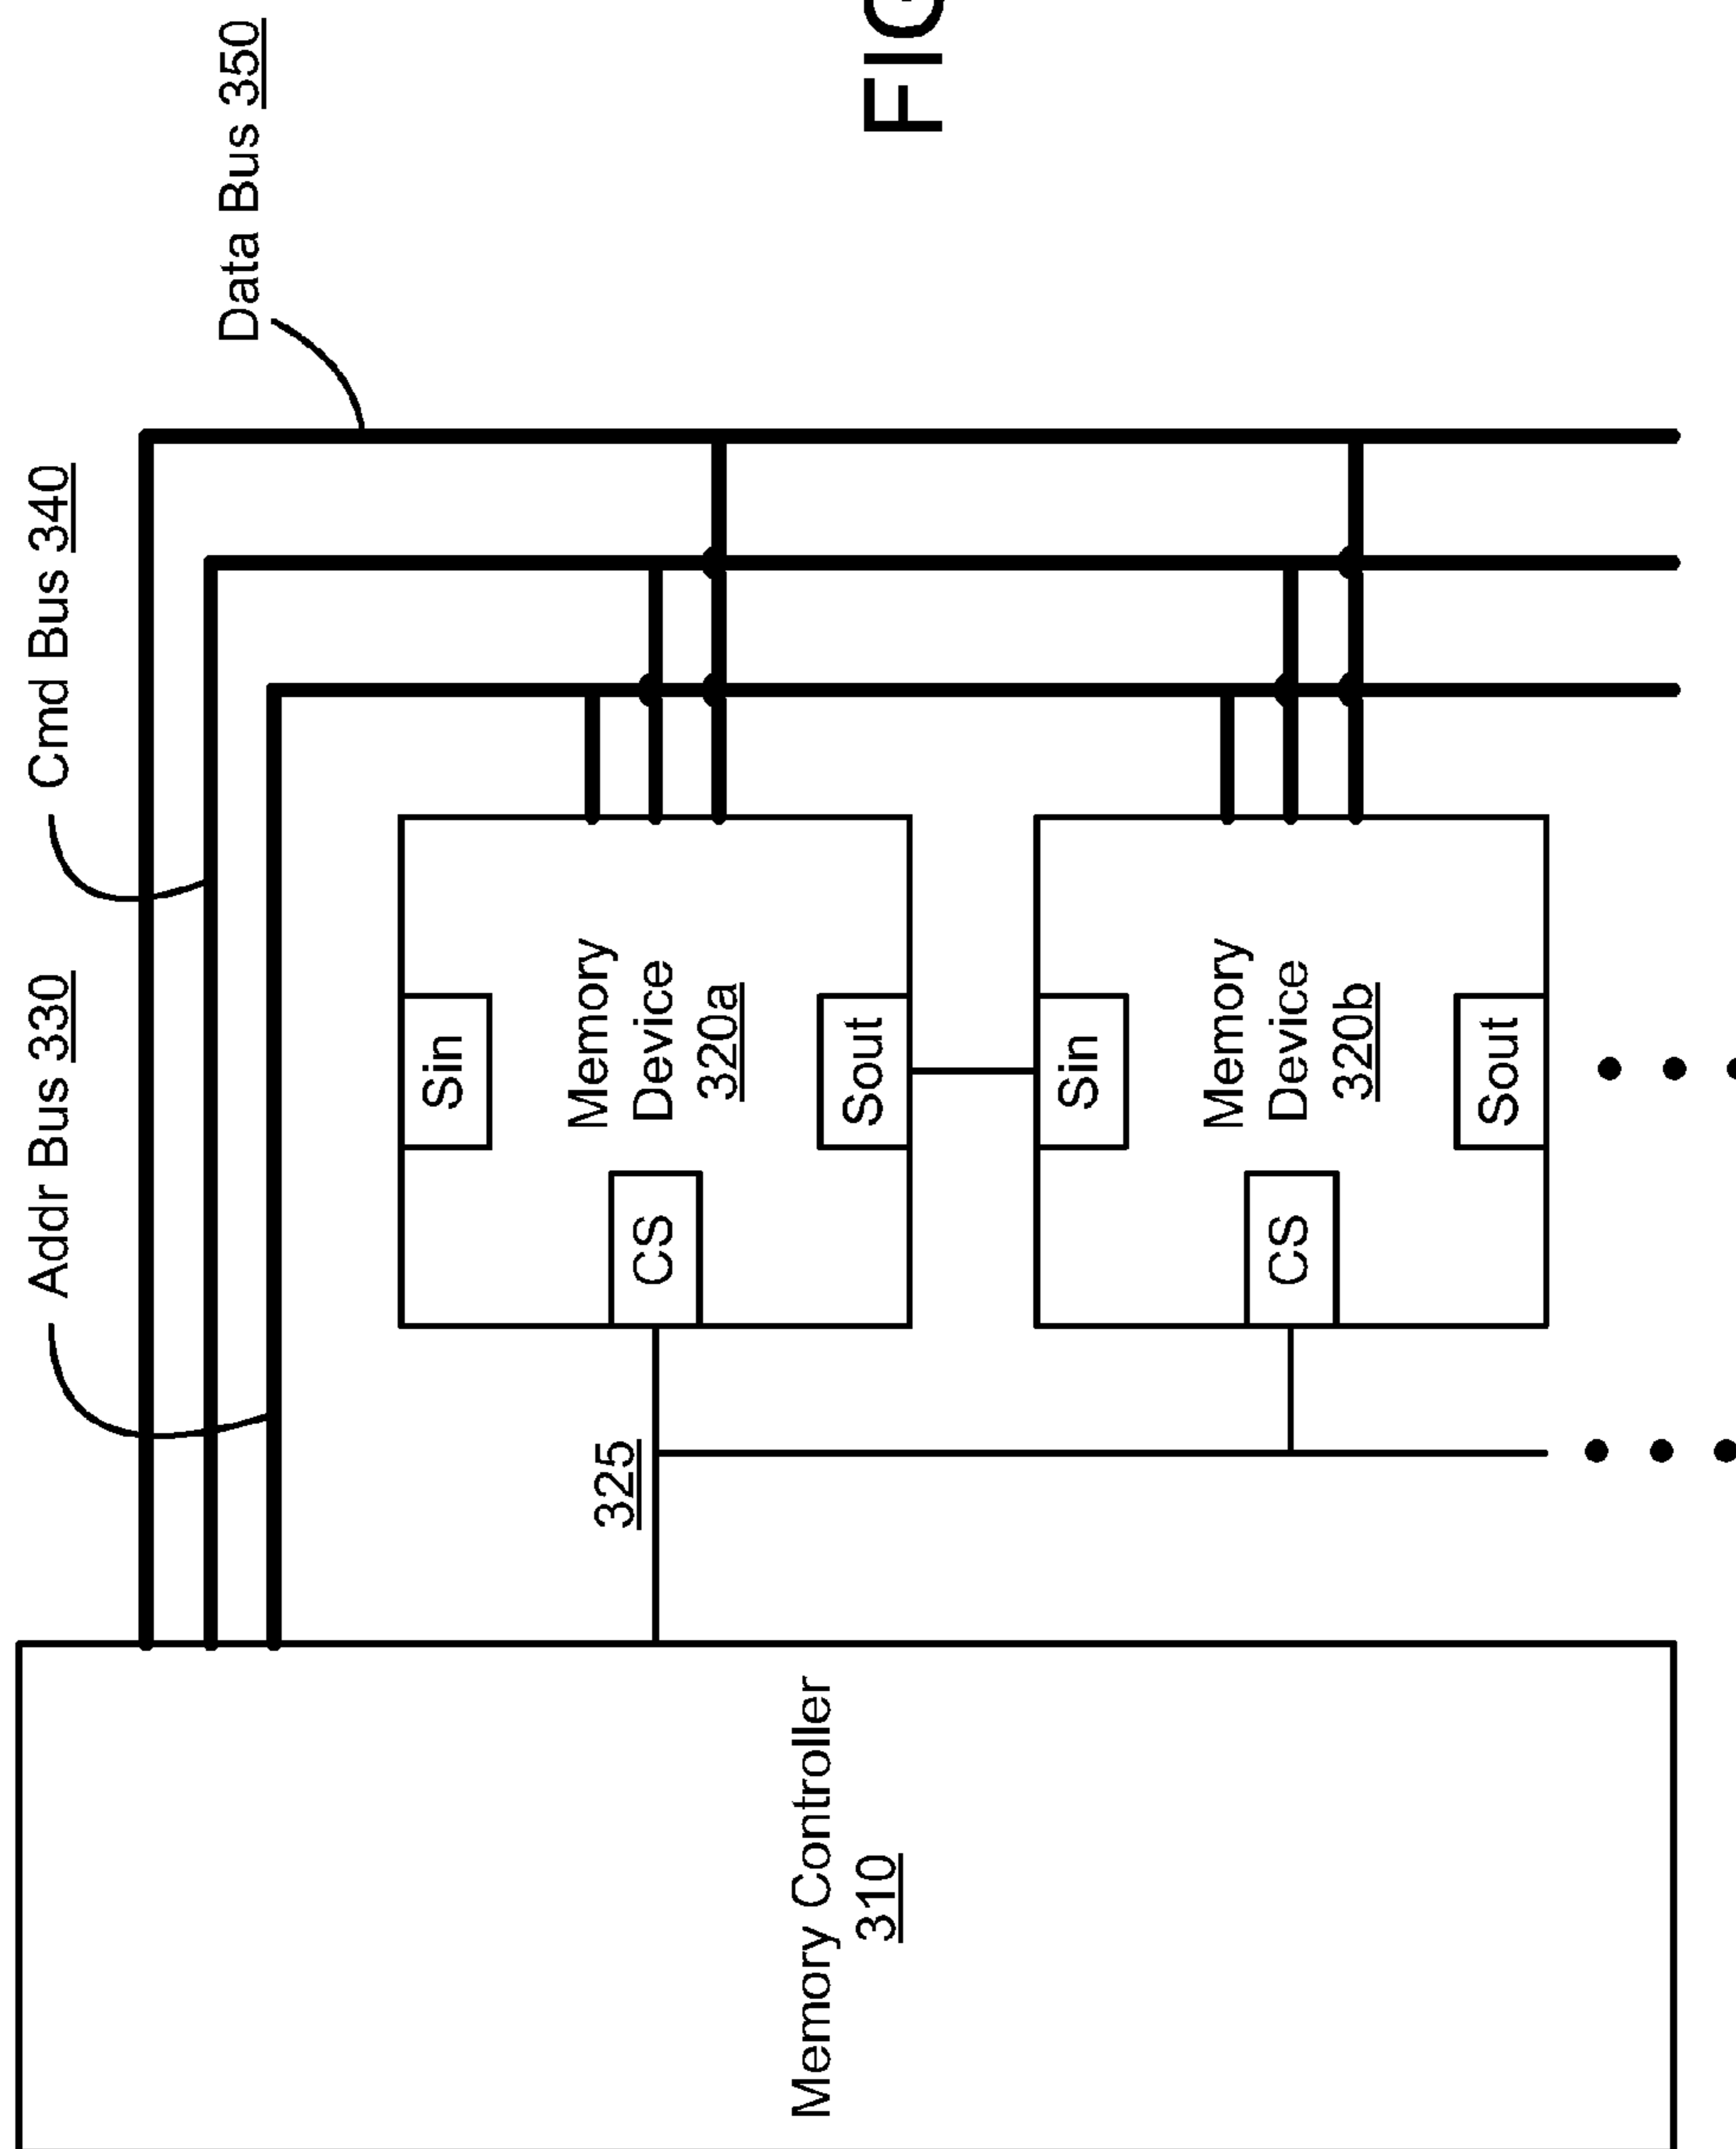 Addr Bus 330
Cmd Bus 340
Data Bus 350
Sin
Memory
Device
320a
CS
Sout
325
Memory Controller
310
Sin
Memory
Device
320b
CS
Sout
FIG